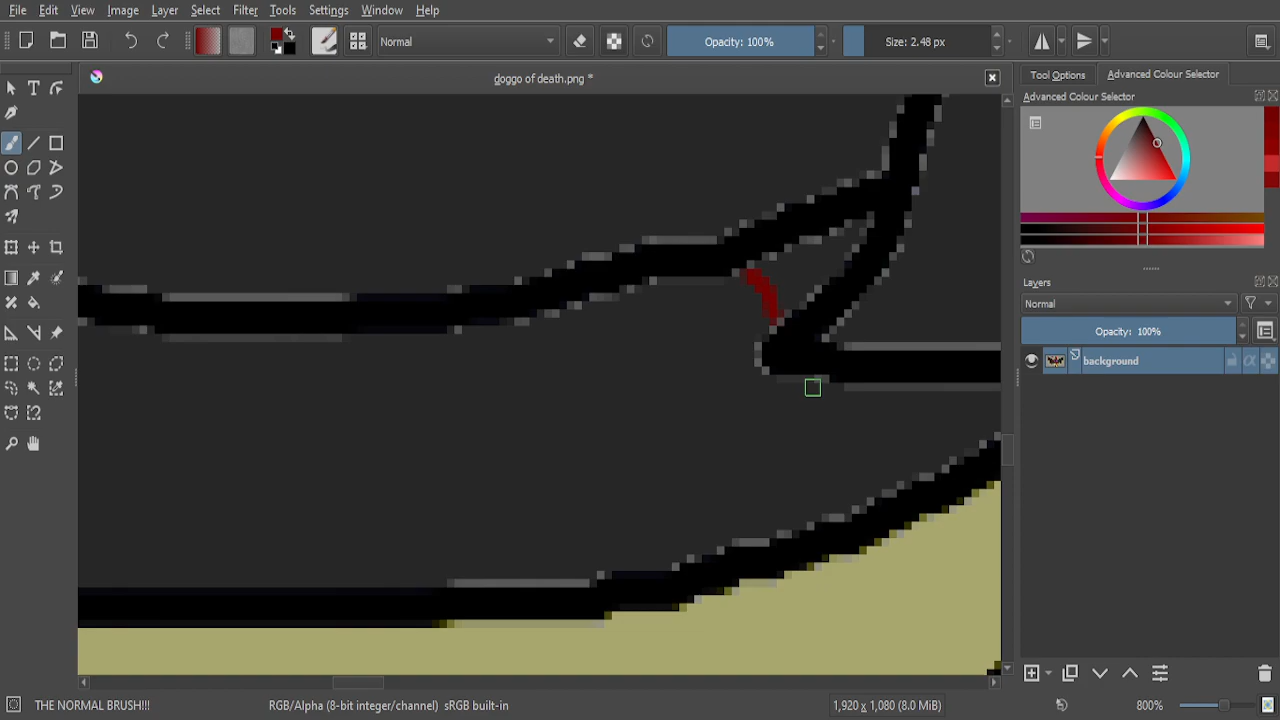 File Edit View Image Layer Select Filter Tools Settings Window Help
Normal Opacity: 100% Size: 2.48 px
doggo of death.png *
Tool Options Advanced Colour Selector
Advanced Colour Selector
Layers
Normal
Opacity: 100%
background
THE NORMAL BRUSH!!! RGB/Alpha (8-bit integer/channel) sRGB built-in 1,920 x 1,080 (8.0 MiB) 800%